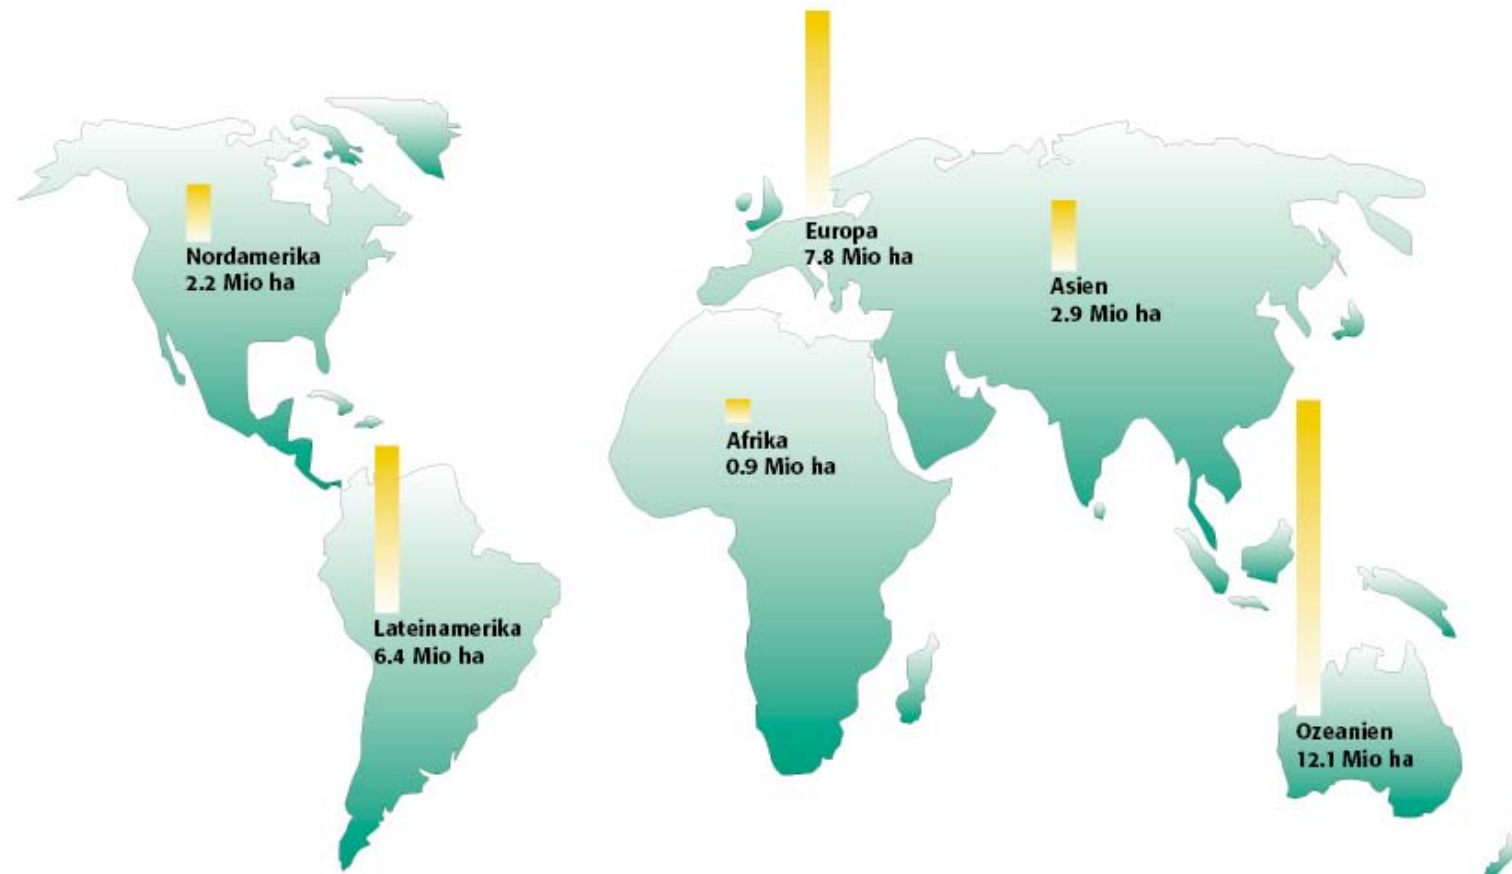 Nordamerika
2.2 Mio ha
Europa
7.8 Mio ha
Asien
2.9 Mio ha
Afrika
0.9 Mio ha
Lateinamerika
6.4 Mio ha
Ozeanien
12.1 Mio ha